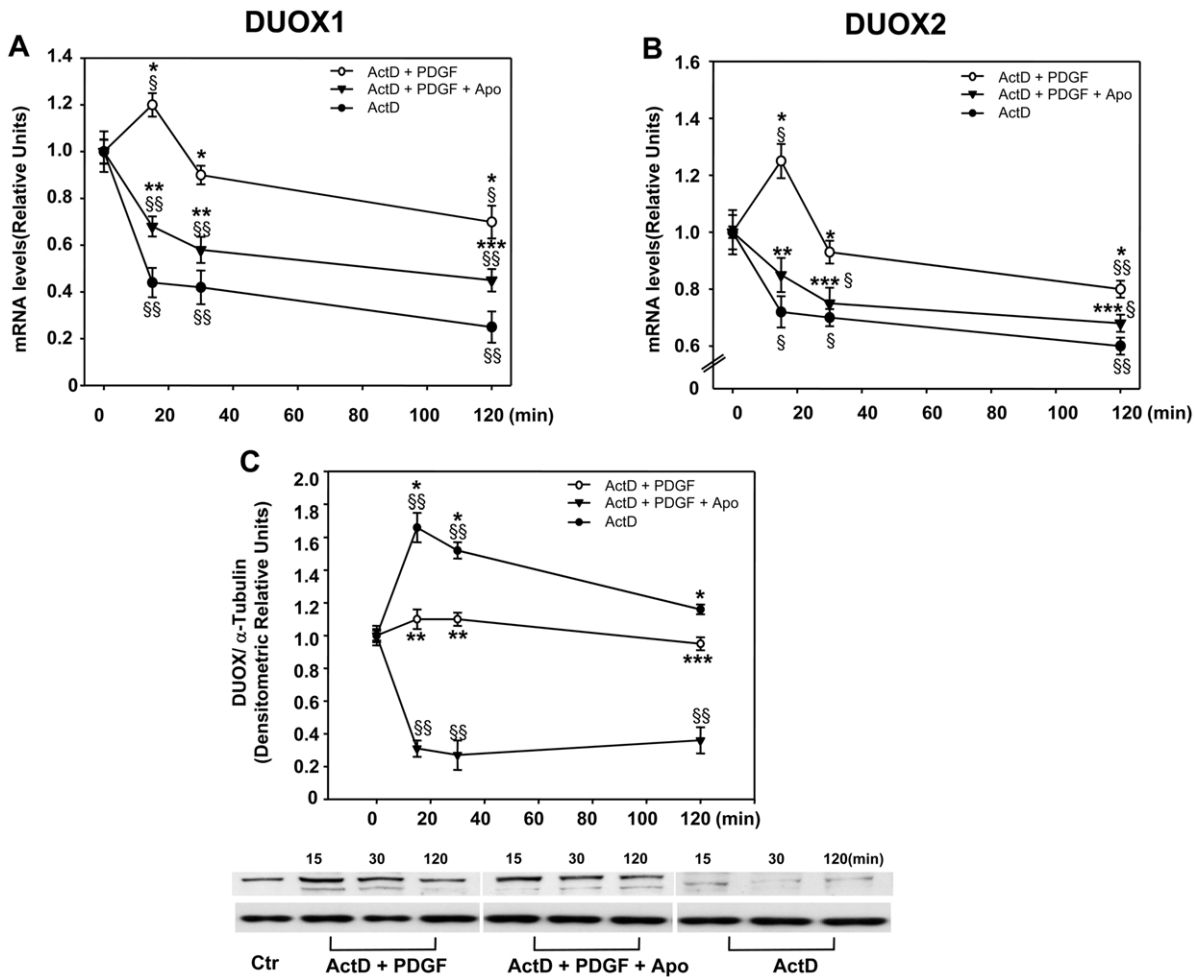 DUOX1
DUOX2
A
B
1.4
1.2
1.0
0.8
0.6
0.4
0.2
0
mRNA levels(Relative Units)
ActD + PDGF
ActD + PDGF + Apo
ActD
*
§
*
*
§
**
§§
**
§§
***
§§
§§
§§
§§
0 20 40 60 80 100 120 (min)
1.6
1.4
1.2
1.0
0.8
0.6
0
mRNA levels(Relative Units)
ActD + PDGF
ActD + PDGF + Apo
ActD
*
§
*
*
§§
**
*** §
***§
§
§
§§
0 20 40 60 80 100 120 (min)
C
2.0
1.8
1.6
1.4
1.2
1.0
0.8
0.6
0.4
0.2
0
DUOX/ α-Tubulin
(Densitometric Relative Units)
ActD + PDGF
ActD + PDGF + Apo
ActD
*
§§
*
§§
*
**
**
***
§§
§§
§§
0 20 40 60 80 100 120 (min)
15 30 120 15 30 120 15 30 120(min)
Ctr ActD + PDGF ActD + PDGF + Apo ActD